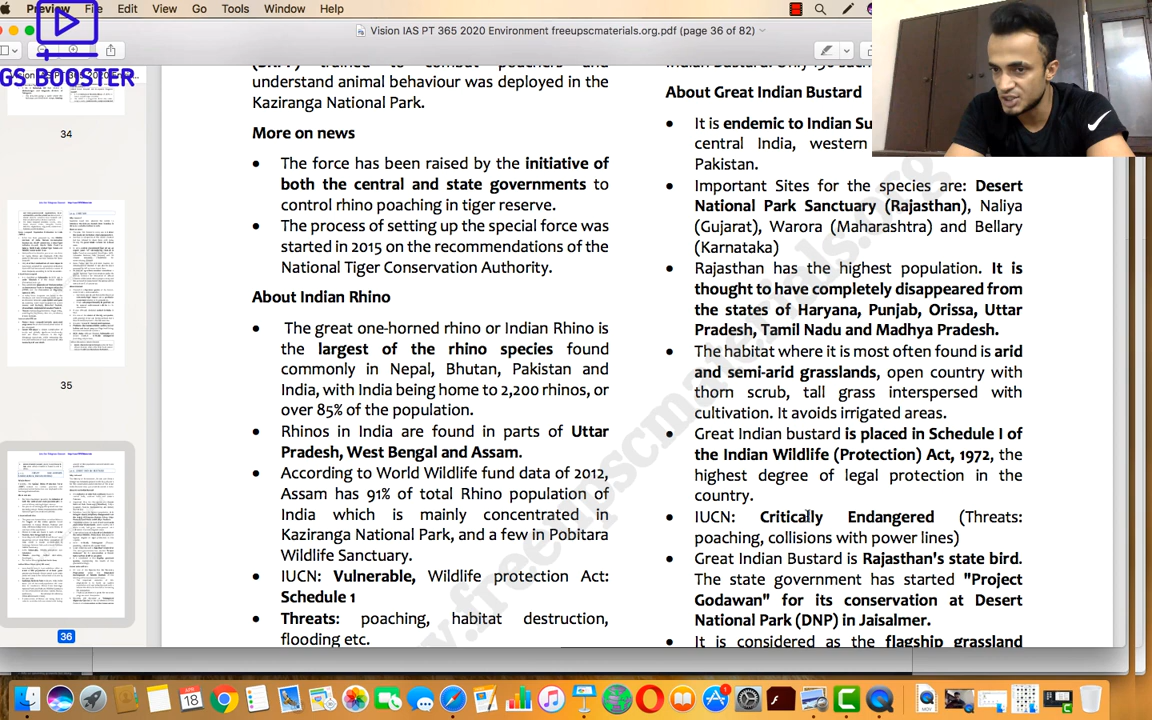 Preview File Edit View Go Tools Window Help
Vision IAS PT 365 2020 Environment freeupscmaterials.org.pdf (page 36 of 82)
GS BOOSTER
34
35
36
understand animal behaviour was deployed in the
Kaziranga National Park.
More on news
• The force has been raised by the initiative of
both the central and state governments to
control rhino poaching in tiger reserve.
• The process of setting up the special force was
started in 2015 on the recommendations of the
National Tiger Conservation Authority.
About Indian Rhino
• The great one-horned rhino or Indian Rhino is
the largest of the rhino species found
commonly in Nepal, Bhutan, Pakistan and
India, with India being home to 2,200 rhinos, or
over 85% of the population.
• Rhinos in India are found in parts of Uttar
Pradesh, West Bengal and Assam.
• According to World Wildlife fund data of 2012,
Assam has 91% of total Rhino population of
India which is mainly concentrated in
Kaziranga National Park, and a few in Pobitara
Wildlife Sanctuary.
• IUCN: Vulnerable, Wildlife protection Act:
Schedule 1
• Threats: poaching, habitat destruction,
flooding etc.
About Great Indian Bustard
• It is endemic to Indian Su
central India, western
Pakistan.
• Important Sites for the species are: Desert
National Park Sanctuary (Rajasthan), Naliya
(Gujrat), Warora (Maharashtra) and Bellary
(Karnataka)
• Rajasthan has the highest population. It is
thought to have completely disappeared from
the states of Haryana, Punjab, Orissa, Uttar
Pradesh, Tamil Nadu and Madhya Pradesh.
• The habitat where it is most often found is arid
and semi-arid grasslands, open country with
thorn scrub, tall grass interspersed with
cultivation. It avoids irrigated areas.
• Great Indian bustard is placed in Schedule I of
the Indian Wildlife (Protection) Act, 1972, the
highest degree of legal protection in the
country.
• IUCN: Critically Endangered (Threats:
poaching, collisions with power lines)
• Great Indian bustard is Rajasthan's state bird.
The state government has started "Project
Godawan" for its conservation at Desert
National Park (DNP) in Jaisalmer.
• It is considered as the flagship grassland
APR
18
1